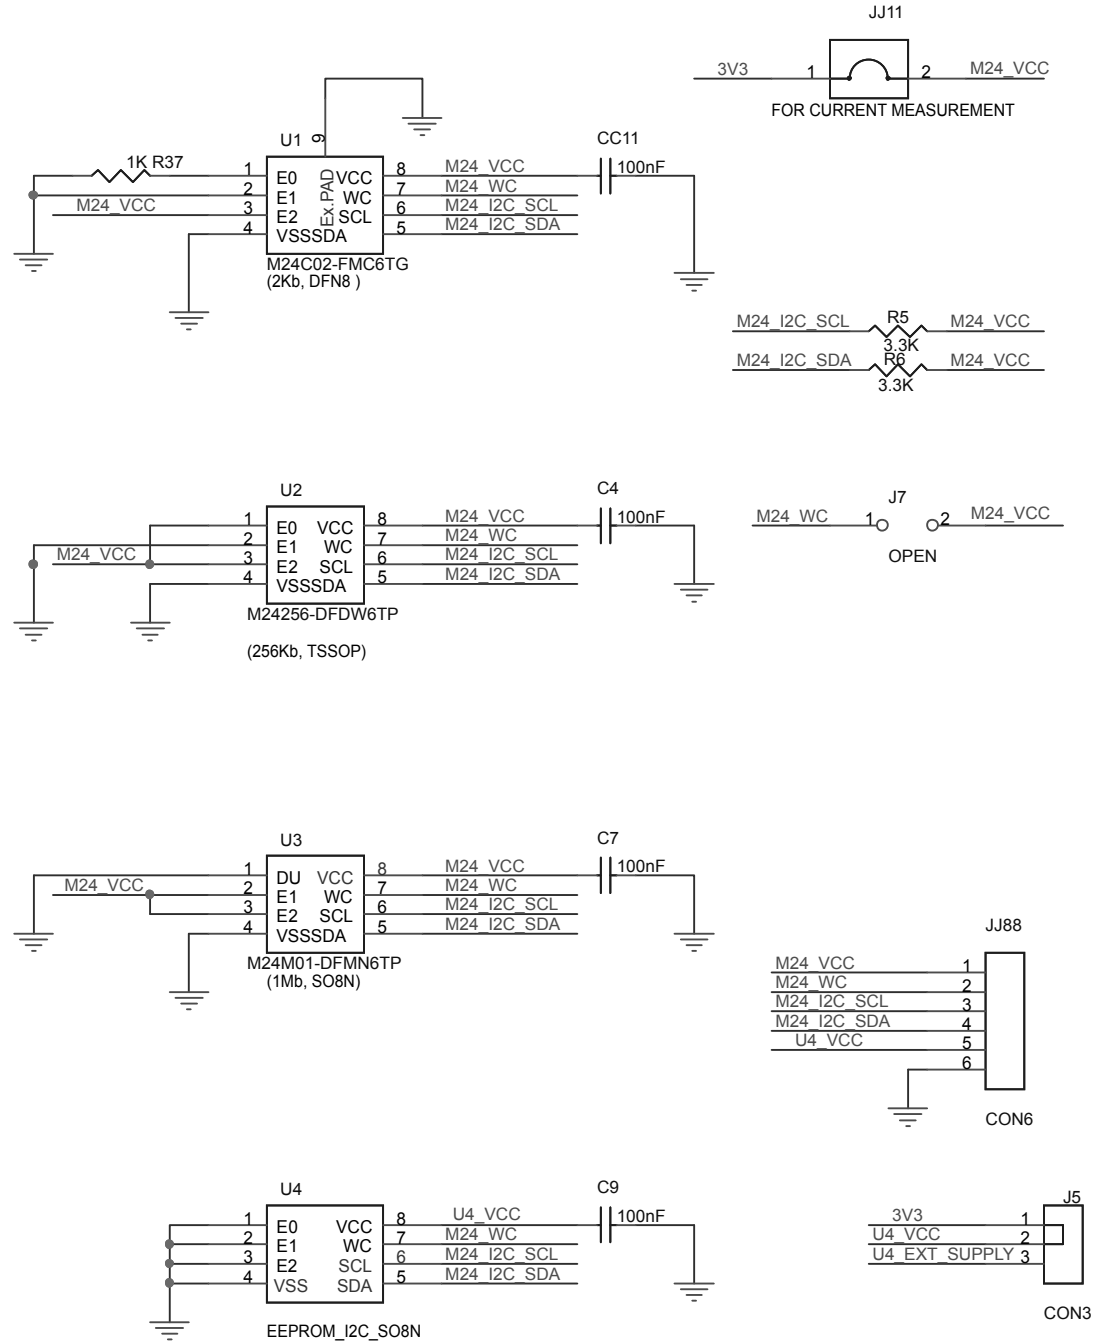 JJ11
3V3 1 2 M24_VCC
FOR CURRENT MEASUREMENT
U1
9
CC11
1K R37
100nF
1 E0 VCC 8 M24_VCC
2 E1 WC 7 M24_WC
M24_VCC 3 E2 SCL 6 M24_I2C_SCL
4 VSSSDA 5 M24_I2C_SDA
Ex.PAD
M24C02-FMC6TG
(2Kb, DFN8 )
M24_I2C_SCL R5 M24_VCC
3.3K
M24_I2C_SDA R6 M24_VCC
3.3K
U2
C4
100nF
1 E0 VCC 8 M24_VCC
2 E1 WC 7 M24_WC
M24_VCC 3 E2 SCL 6 M24_I2C_SCL
4 VSSSDA 5 M24_I2C_SDA
M24256-DFDW6TP
(256Kb, TSSOP)
J7
M24_WC 1 2 M24_VCC
OPEN
U3
C7
100nF
1 DU VCC 8 M24_VCC
M24_VCC 2 E1 WC 7 M24_WC
3 E2 SCL 6 M24_I2C_SCL
4 VSSSDA 5 M24_I2C_SDA
M24M01-DFMN6TP
(1Mb, SO8N)
JJ88
M24_VCC 1
M24_WC 2
M24_I2C_SCL 3
M24_I2C_SDA 4
U4_VCC 5
6
CON6
U4
C9
100nF
1 E0 VCC 8 U4_VCC
2 E1 WC 7 M24_WC
3 E2 SCL 6 M24_I2C_SCL
4 VSS SDA 5 M24_I2C_SDA
EEPROM_I2C_SO8N
J5
3V3 1
U4_VCC 2
U4_EXT_SUPPLY 3
CON3